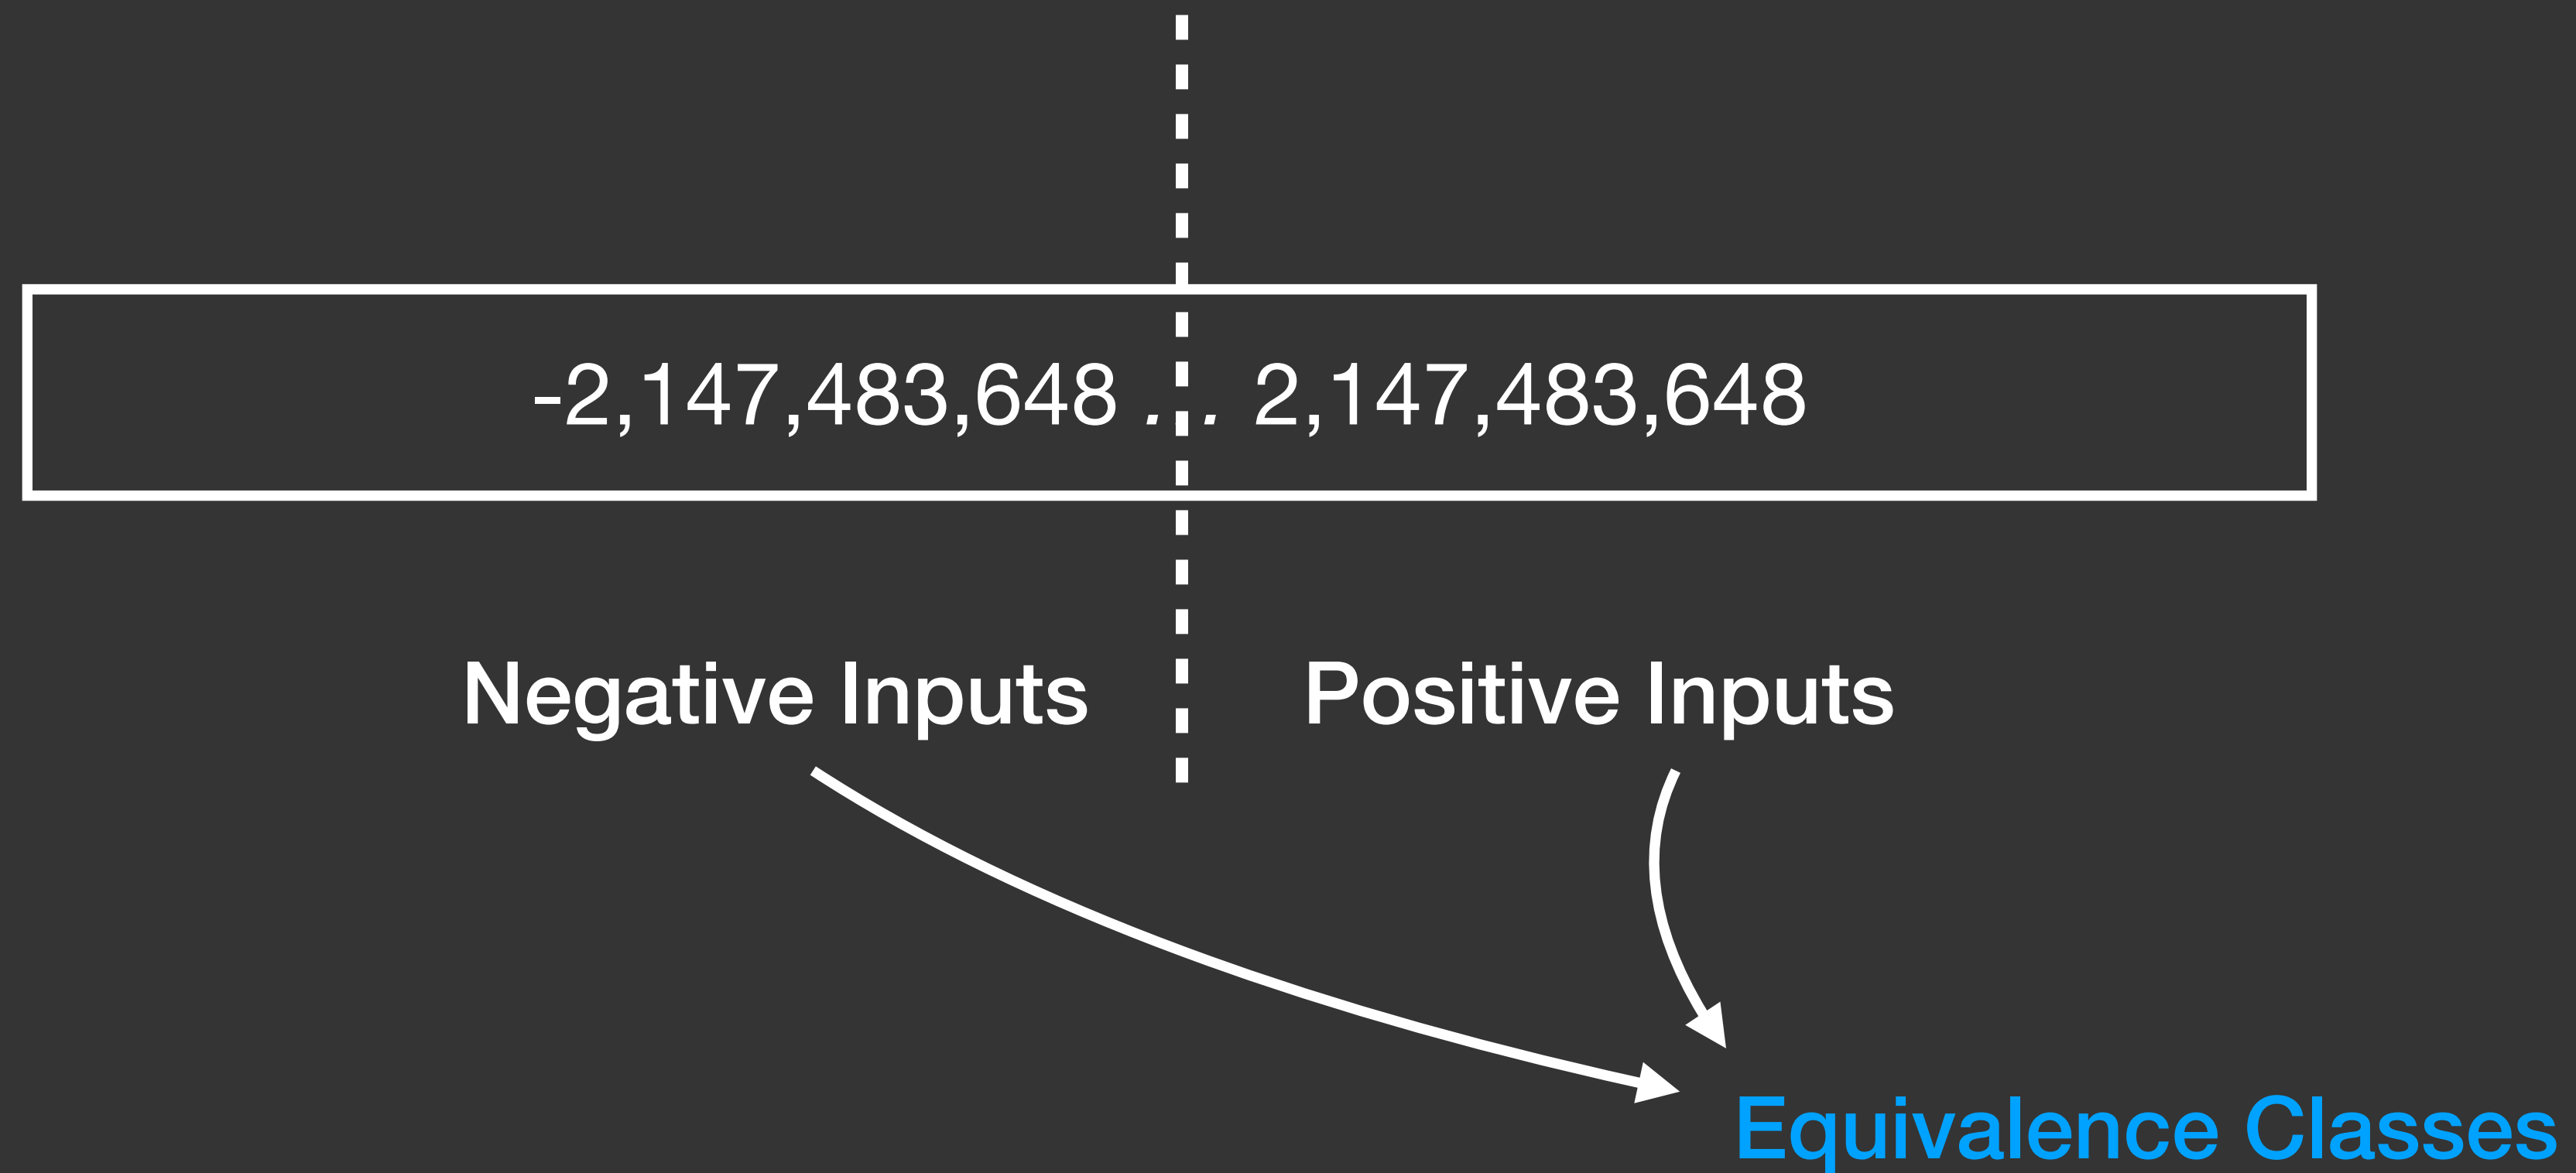 -2,147,483,648 ... 2,147,483,648
Negative Inputs
Positive Inputs
Equivalence Classes